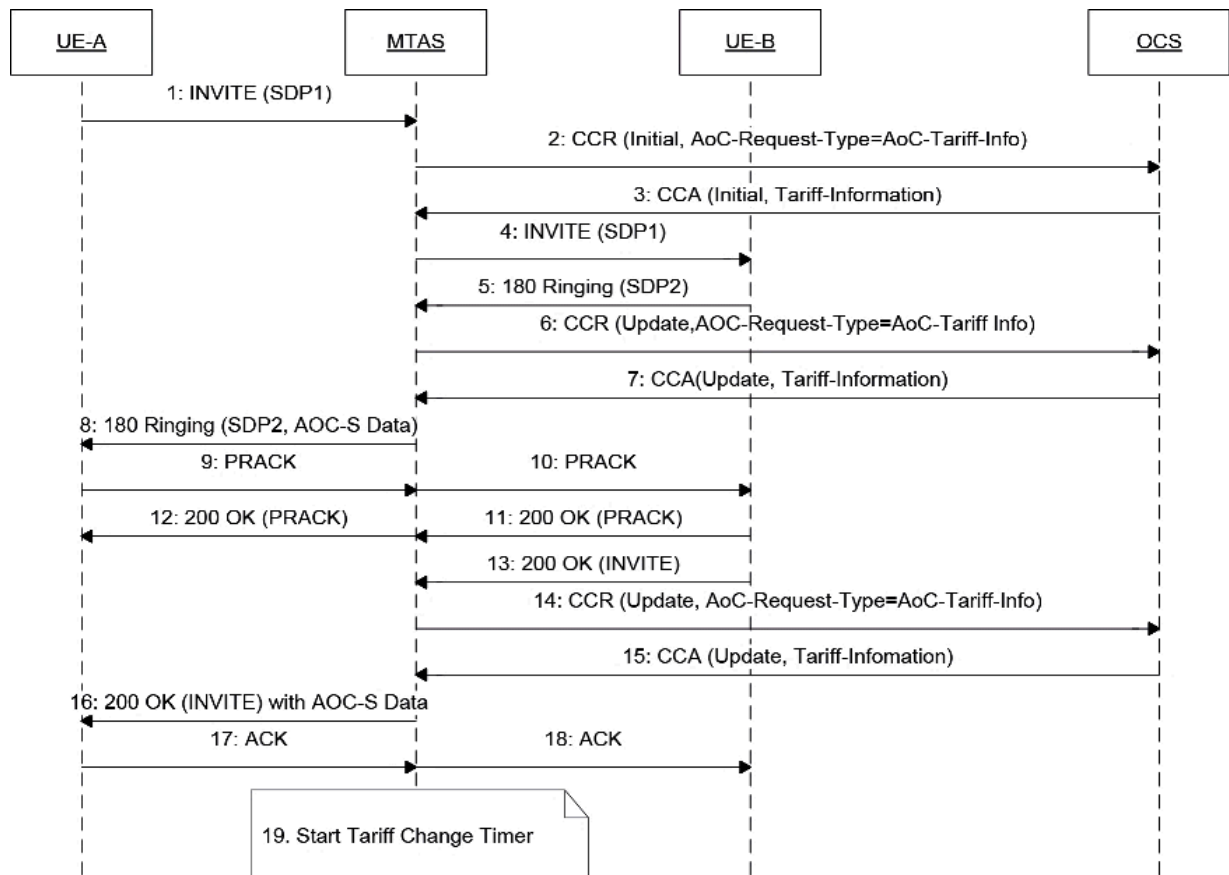 UE-A
MTAS
UE-B
OCS
1: INVITE (SDP1)
2: CCR (Initial, AoC-Request-Type=AoC-Tariff-Info)
3: CCA (Initial, Tariff-Information)
4: INVITE (SDP1)
5: 180 Ringing (SDP2)
6: CCR (Update,AOC-Request-Type=AoC-Tariff Info)
7: CCA(Update, Tariff-Information)
8: 180 Ringing (SDP2, AOC-S Data)
9: PRACK
10: PRACK
12: 200 OK (PRACK)
11: 200 OK (PRACK)
13: 200 OK (INVITE)
14: CCR (Update, AoC-Request-Type=AoC-Tariff-Info)
15: CCA (Update, Tariff-Infomation)
16: 200 OK (INVITE) with AOC-S Data
17: ACK
18: ACK
19. Start Tariff Change Timer